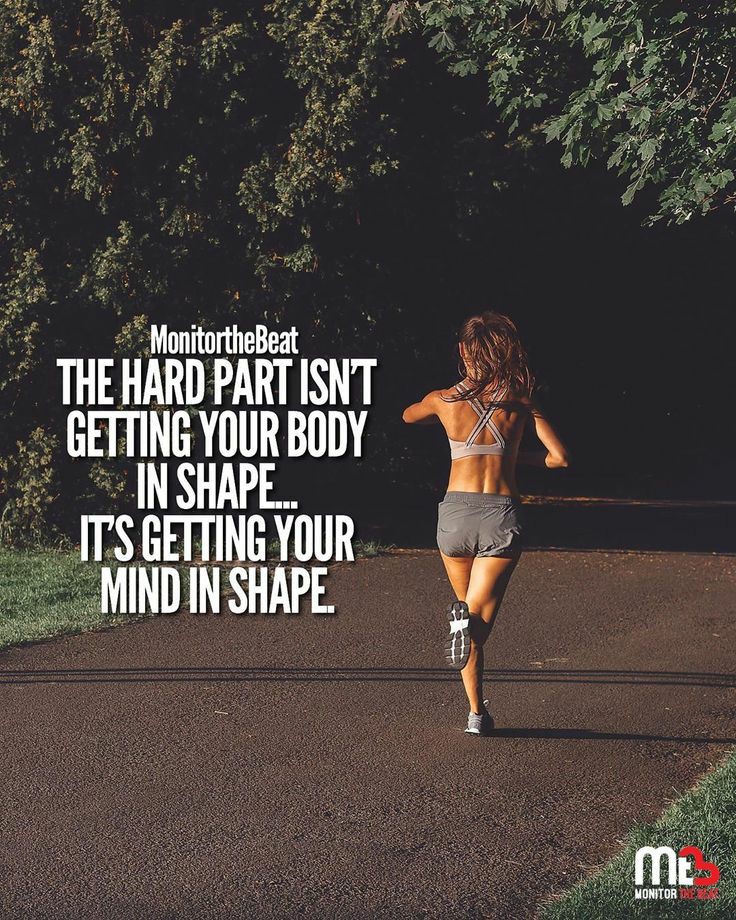 MonitortheBeat
THE HARD PART ISN'T
GETTING YOUR BODY
IN SHAPE...
IT'S GETTING YOUR
MIND IN SHAPE.
MtB
MONITOR THE BEAT